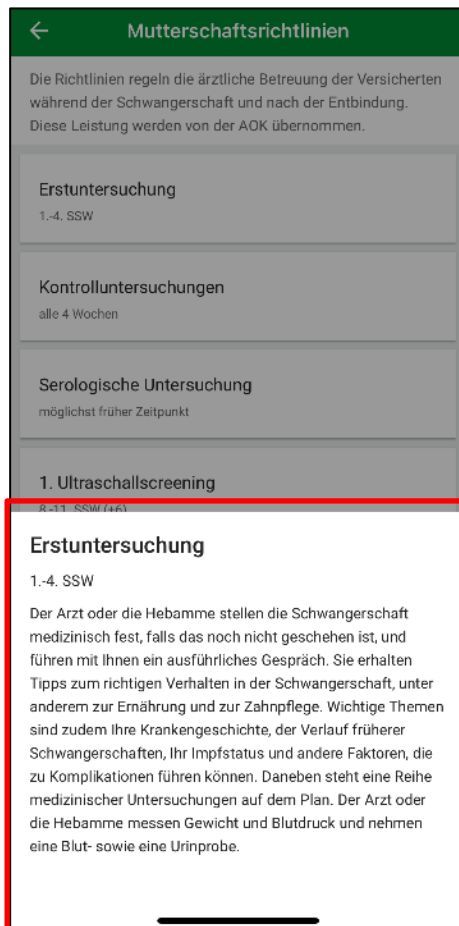 Mutterschaftsrichtlinien
Die Richtlinien regeln die ärztliche Betreuung der Versicherten
während der Schwangerschaft und nach der Entbindung.
Diese Leistung werden von der AOK übernommen.
Erstuntersuchung
1.-4. SSW
Kontrolluntersuchungen
alle 4 Wochen
Serologische Untersuchung
möglichst früher Zeitpunkt
1. Ultraschallscreening
8.-11. SSW (+6)
Erstuntersuchung
1.-4. SSW
Der Arzt oder die Hebamme stellen die Schwangerschaft
medizinisch fest, falls das noch nicht geschehen ist, und
führen mit Ihnen ein ausführliches Gespräch. Sie erhalten
Tipps zum richtigen Verhalten in der Schwangerschaft, unter
anderem zur Ernährung und zur Zahnpflege. Wichtige Themen
sind zudem Ihre Krankengeschichte, der Verlauf früherer
Schwangerschaften, Ihr Impfstatus und andere Faktoren, die
zu Komplikationen führen können. Daneben steht eine Reihe
medizinischer Untersuchungen auf dem Plan. Der Arzt oder
die Hebamme messen Gewicht und Blutdruck und nehmen
eine Blut- sowie eine Urinprobe.